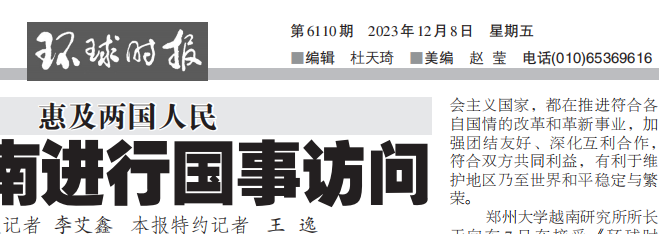 环球时报
第6110期 2023年12月8日 星期五
■编辑 杜天琦 ■美编 赵 莹 电话(010)65369616
惠及两国人民
南进行国事访问
记者 李艾鑫 本报特约记者 王 逸
会主义国家,都在推进符合各
自国情的改革和革新事业,加
强团结友好、深化互利合作,
符合双方共同利益,有利于维
护地区乃至世界和平稳定与繁
荣。
郑州大学越南研究所所长